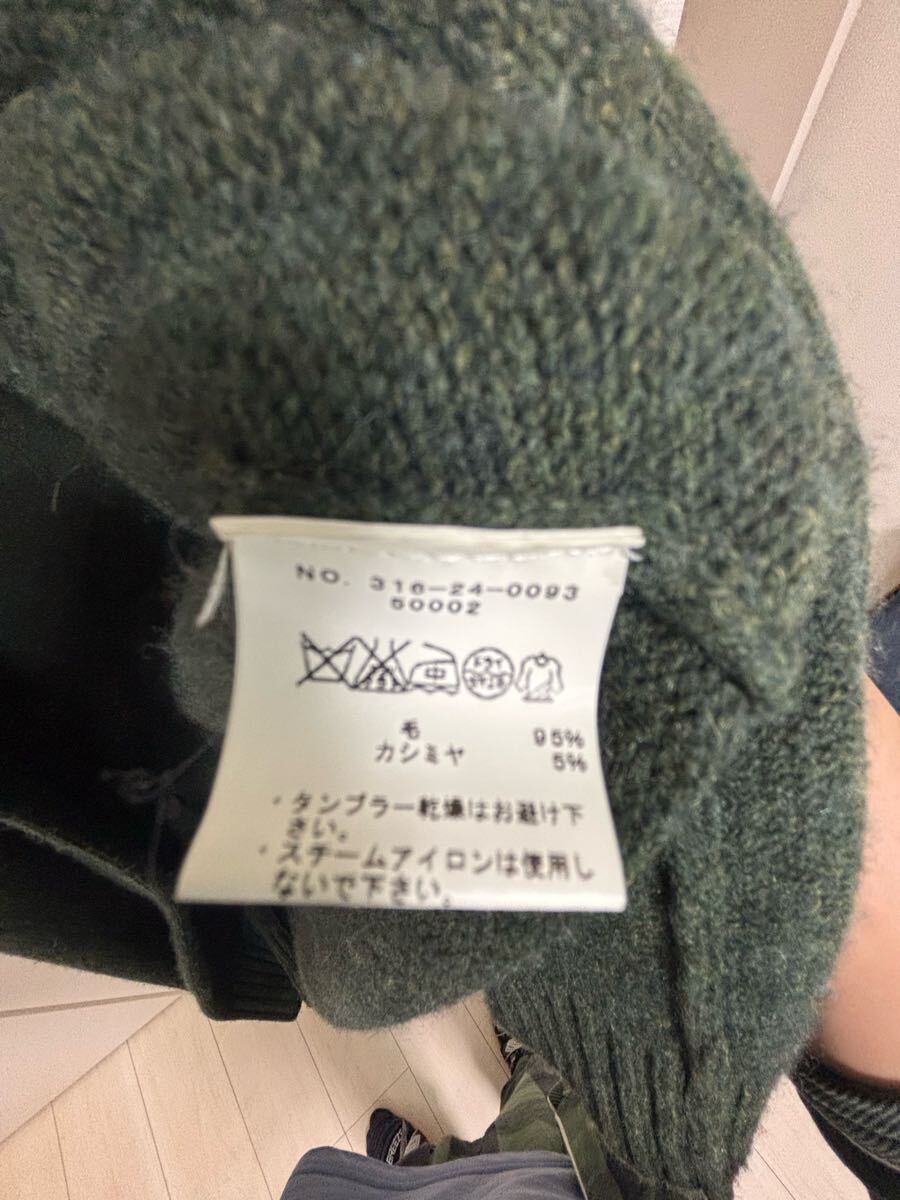 NO. 316-24-0093
50002
中
ドライ
毛 95%
カシミヤ 5%
・タンブラー乾燥はお避け下
さい。
・スチームアイロンは使用し
ないで下さい。